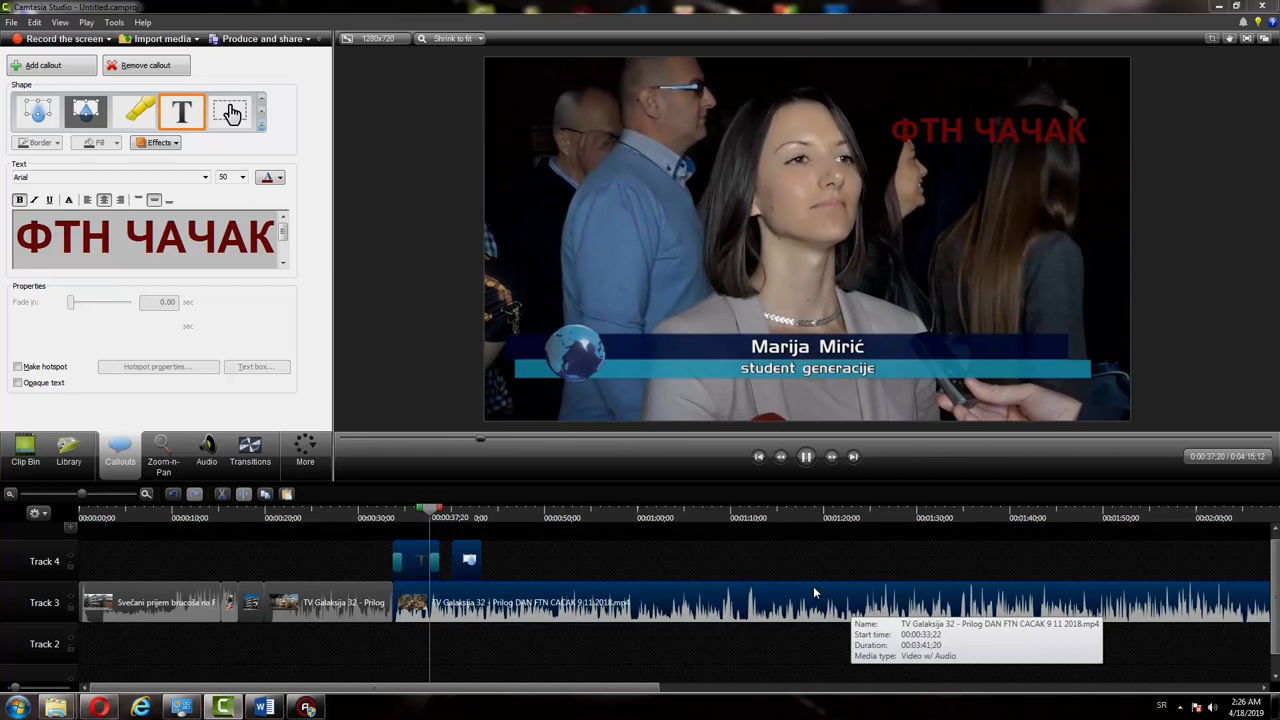 Camtasia Studio - Untitled.camproj
File Edit View Play Tools Help
Record the screen Import media Produce and share
1280x720 Shrink to fit
Add callout Remove callout
Shape
T
Border Fill Effects
Text
Arial 50 A
B I U A
ФТН ЧАЧАК
Properties
Fade in: 0.00 sec
sec
Make hotspot Hotspot properties... Text box...
Opaque text
ФТН ЧАЧАК
Marija Mirić
student generacije
Clip Bin Library Callouts Zoom-n-Pan Audio Transitions More
0:00:37;20 / 0:04:15;12
00:00:00;00 00:00:10;00 00:00:20;00 00:00:30;00 00:00:37;20 0;00 00:00:50;00 00:01:00;00 00:01:10;00 00:01:20;00 00:01:30;00 00:01:40;00 00:01:50;00 00:02:00;00
Track 4 T
Track 3 Svečani prijem brucoša na F TV Galaksija 32 - Prilog TV Galaksija 32 - Prilog DAN FTN CACAK 9 11 2018.mp4
Name: TV Galaksija 32 - Prilog DAN FTN CACAK 9 11 2018.mp4
Start time: 00:00:33;22
Duration: 00:03:41;20
Media type: Video w/ Audio
Track 2
SR 2:26 AM
4/18/2019